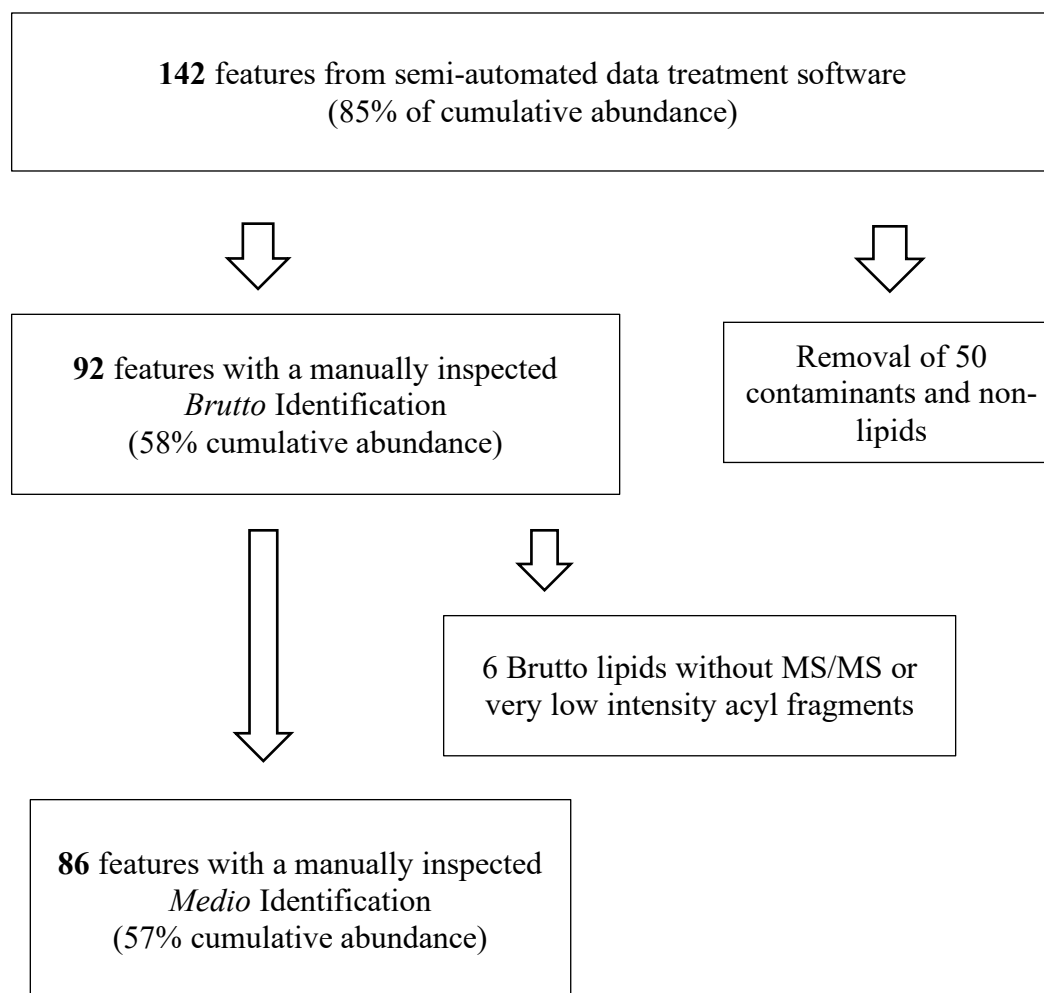 142 features from semi-automated data treatment software
(85% of cumulative abundance)
92 features with a manually inspected
Brutto Identification
(58% cumulative abundance)
Removal of 50
contaminants and non-
lipids
6 Brutto lipids without MS/MS or
very low intensity acyl fragments
86 features with a manually inspected
Medio Identification
(57% cumulative abundance)